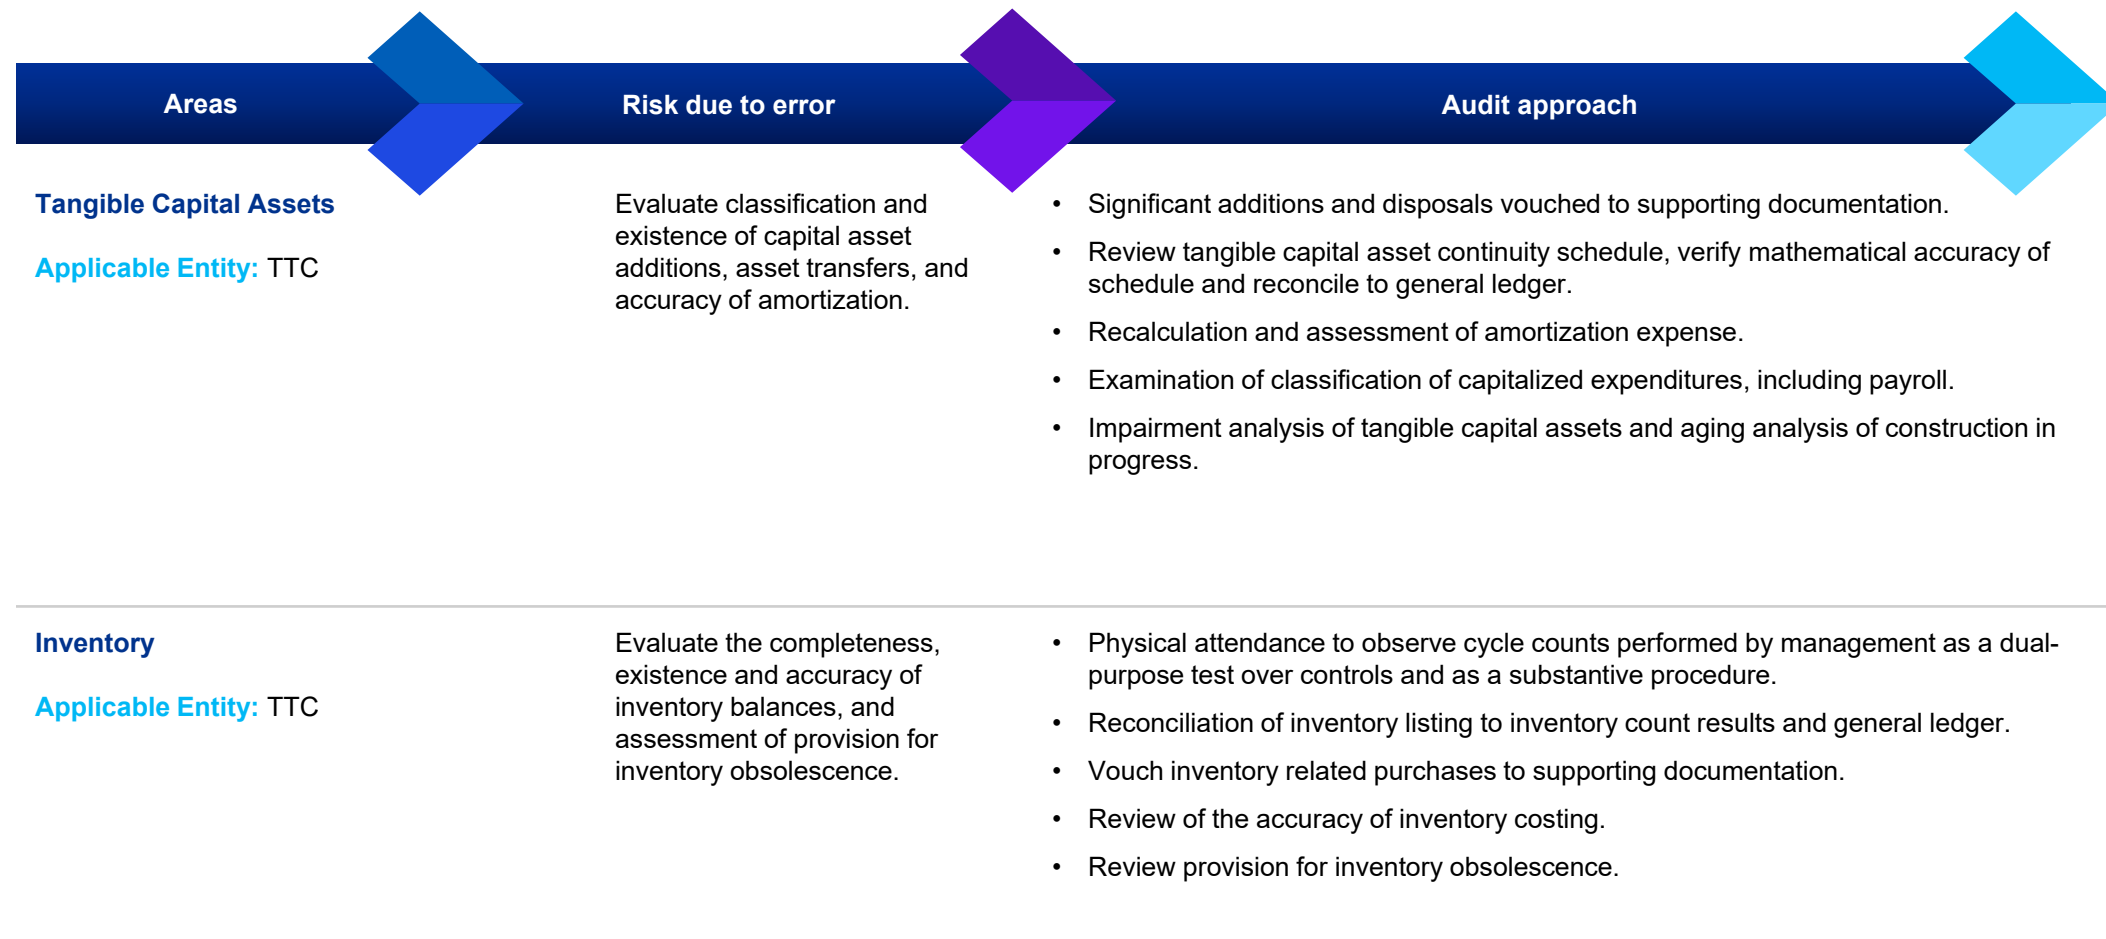 Areas
Risk due to error
Audit approach
Tangible Capital Assets
Applicable Entity: TTC
Evaluate classification and
existence of capital asset
additions, asset transfers, and
accuracy of amortization.
• Significant additions and disposals vouched to supporting documentation.
• Review tangible capital asset continuity schedule, verify mathematical accuracy of
schedule and reconcile to general ledger.
• Recalculation and assessment of amortization expense.
• Examination of classification of capitalized expenditures, including payroll.
• Impairment analysis of tangible capital assets and aging analysis of construction in
progress.
Inventory
Applicable Entity: TTC
Evaluate the completeness,
existence and accuracy of
inventory balances, and
assessment of provision for
inventory obsolescence.
• Physical attendance to observe cycle counts performed by management as a dual-
purpose test over controls and as a substantive procedure.
• Reconciliation of inventory listing to inventory count results and general ledger.
• Vouch inventory related purchases to supporting documentation.
• Review of the accuracy of inventory costing.
• Review provision for inventory obsolescence.